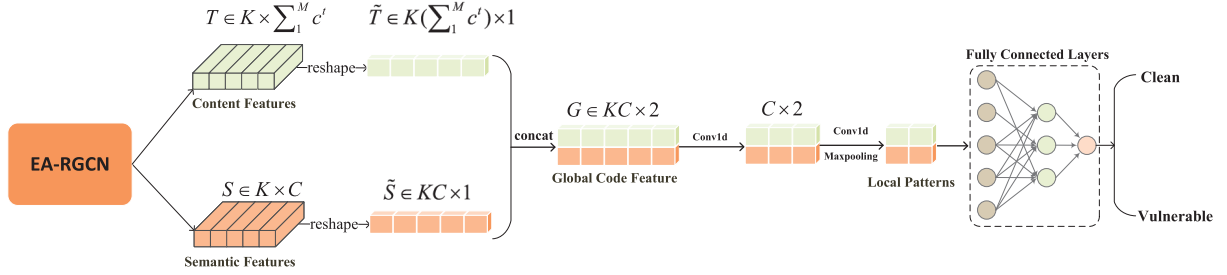 T ∈ K × ∑₁ᴹ cᵗ
T̃ ∈ K(∑₁ᴹ cᵗ) × 1
reshape
Content Features
EA-RGCN
S ∈ K × C
S̃ ∈ KC × 1
reshape
Semantic Features
concat
G ∈ KC × 2
Global Code Feature
Conv1d
C × 2
Conv1d
Maxpooling
Local Patterns
Fully Connected Layers
Clean
Vulnerable